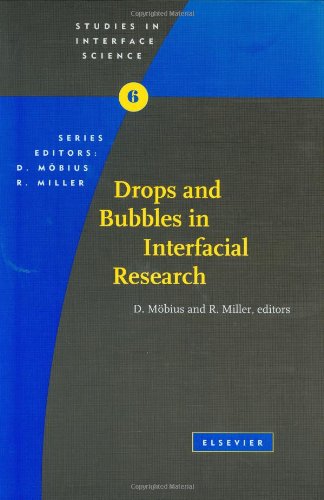 STUDIES IN
INTERFACE
SCIENCE
6
SERIES
EDITORS:
D. MÖBIUS
R. MILLER
Drops and
Bubbles in
Interfacial
Research
D. Möbius and R. Miller, editors
ELSEVIER